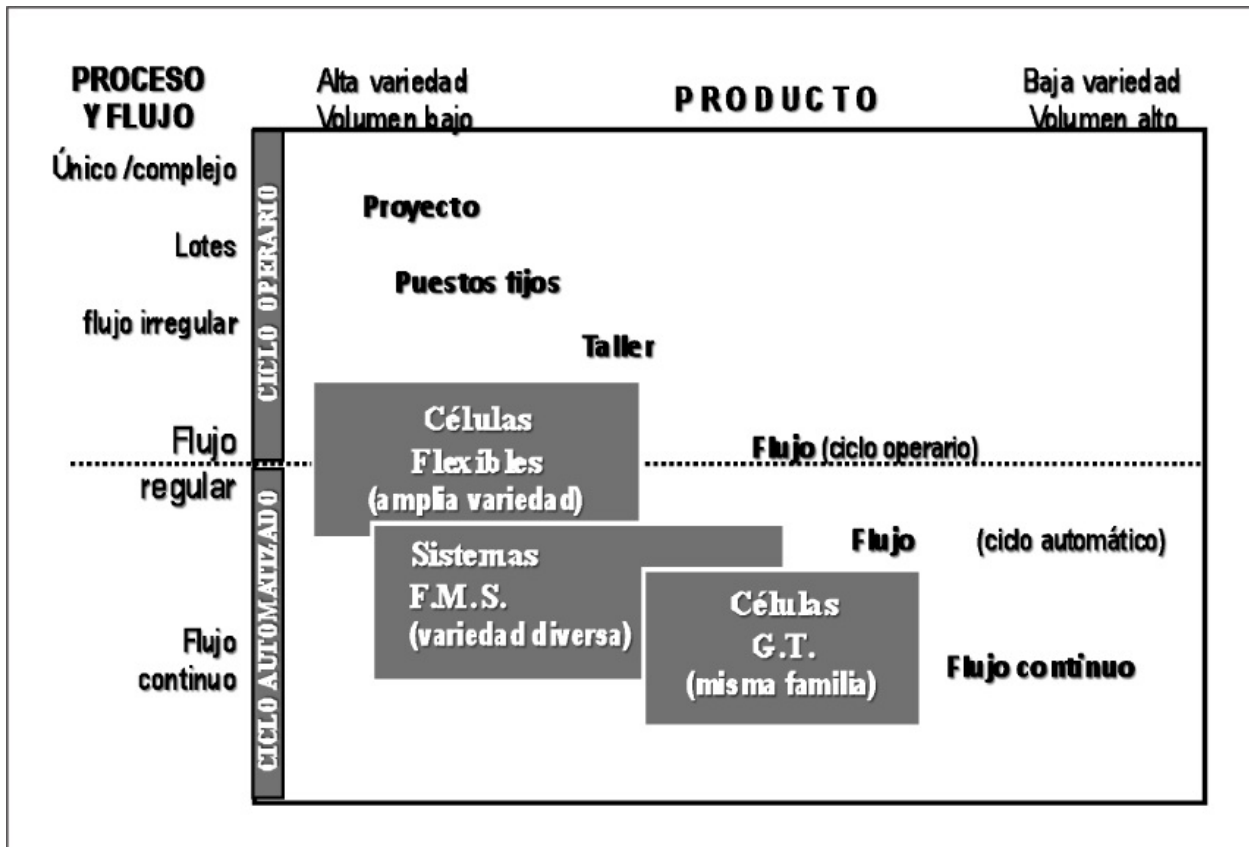 PROCESO
Y FLUJO
Alta variedad
Volumen bajo
PRODUCTO
Baja variedad
Volumen alto
Único /complejo
Lotes
flujo irregular
Flujo
regular
Flujo
continuo
CICLO OPERARIO
CICLO AUTOMATIZADO
Proyecto
Puestos fijos
Taller
Células
Flexibles
(amplia variedad)
Flujo (ciclo operario)
Sistemas
F.M.S.
(variedad diversa)
Flujo (ciclo automático)
Células
G.T.
(misma familia)
Flujo continuo